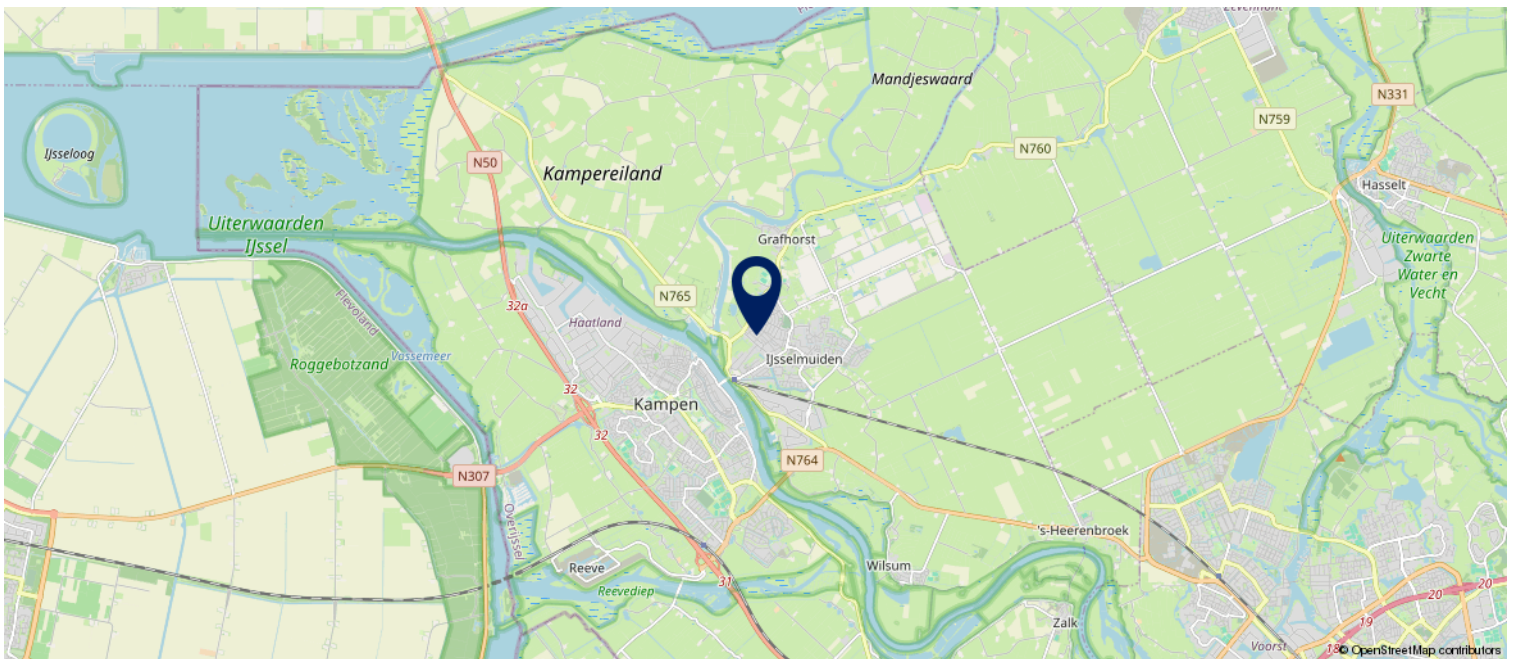 Zevenhont
Mandjeswaard
N331
N759
N760
IJsseloog
N50
Kampereiland
Hasselt
Uiterwaarden
IJssel
Grafhorst
Uiterwaarden
Zwarte
Water en
Vecht
N765
32a
Flevoland
Haatland
Vossemeer
Roggebotzand
IJsselmuiden
32
Kampen
32
N764
N307
Overijssel
's-Heerenbroek
Wilsum
Reeve
31
Reevediep
20
20
19
Zalk
Voorst
18
© OpenStreetMap contributors